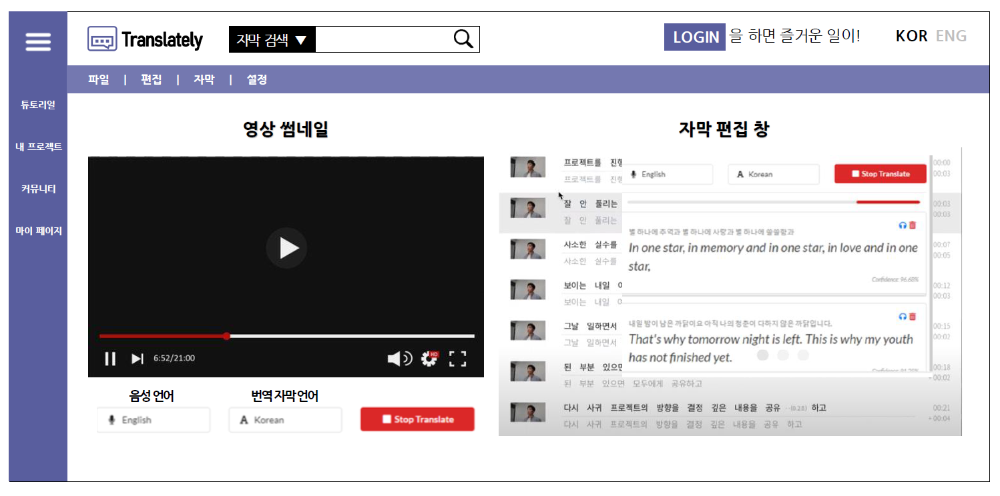 Translately
자막 검색 ▼
LOGIN 을 하면 즐거운 일이!
KOR ENG
파일 | 편집 | 자막 | 설정
튜토리얼
내 프로젝트
커뮤니티
마이 페이지
영상 썸네일
6:52/21:00
HD
음성 언어
번역 자막 언어
English
Korean
Stop Translate
자막 편집 창
프로젝트를 진행
00:00
프로젝트를 진행
00:03
English
A Korean
Stop Translate
잘 안 풀리는
00:03
잘 안 풀리는
00:03
별 하나에 추억과 별 하나에 사랑과 별 하나에 쓸쓸함과
In one star, in memory and in one star, in love and in one
star,
Confidence: 96.68%
사소한 실수를
00:07
사소한 실수를
00:05
보이는 내일
00:12
보이는 내일
00:03
내일 밤이 남은 까닭이요 아직 나의 청춘이 다하지 않은 까닭입니다.
That's why tomorrow night is left. This is why my youth
has not finished yet.
그날 일하면서
00:15
그날 일하면서
00:02
된 부분 있으면
00:18
된 부분 있으면 모두에게 공유하고
+00:02
다시 사귀 프로젝트의 방향을 결정 깊은 내용을 공유 ··(0.2초) 하고
00:21
다시 사귀 프로젝트의 방향을 결정 깊은 내용을 공유 하고
+00:04